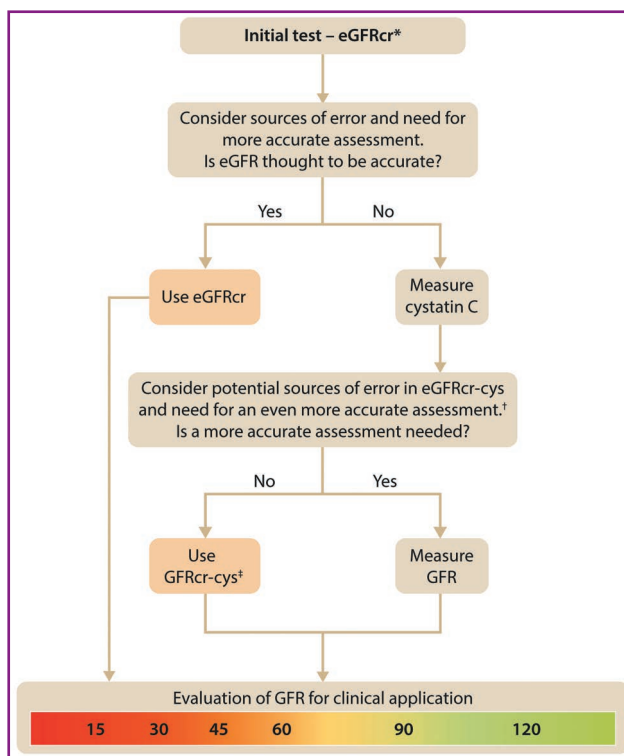 Initial test – eGFRcr*
Consider sources of error and need for
more accurate assessment.
Is eGFR thought to be accurate?
Yes
No
Use eGFRcr
Measure
cystatin C
Consider potential sources of error in eGFRcr-cys
and need for an even more accurate assessment.†
Is a more accurate assessment needed?
No
Yes
Use
GFRcr-cys‡
Measure
GFR
Evaluation of GFR for clinical application
15 30 45 60 90 120